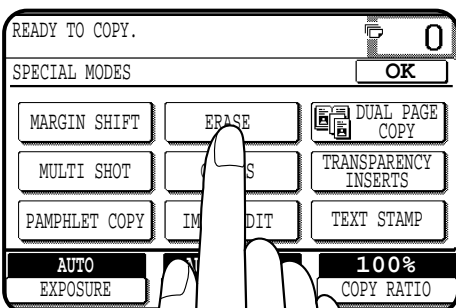 READY TO COPY.
0
SPECIAL MODES
OK
MARGIN SHIFT
ERASE
DUAL PAGE
COPY
MULTI SHOT
TRANSPARENCY
INSERTS
PAMPHLET COPY
TEXT STAMP
AUTO
100%
EXPOSURE
COPY RATIO